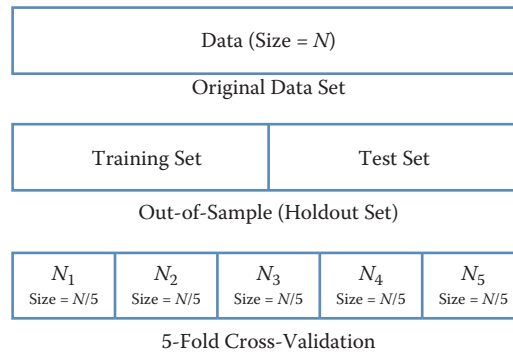 Data (Size = N)
Original Data Set
Training Set Test Set
Out-of-Sample (Holdout Set)
N1 N2 N3 N4 N5
Size = N/5 Size = N/5 Size = N/5 Size = N/5 Size = N/5
5-Fold Cross-Validation